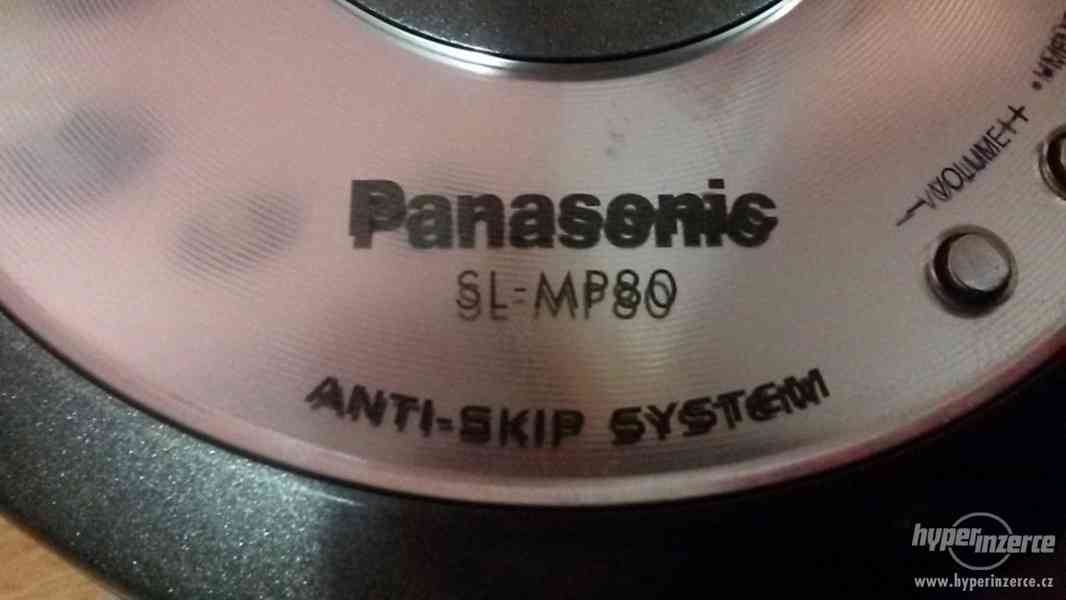 - VOLUME +
Panasonic
SL-MP80
ANTI-SKIP SYSTEM
hyperinzerce
www.hyperinzerce.cz